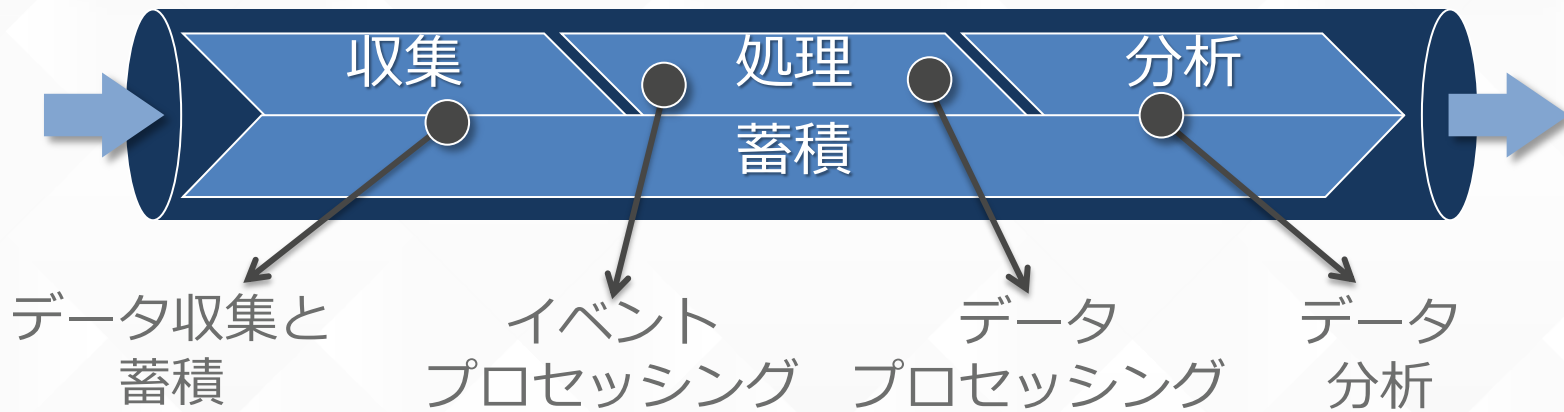 収集
処理
分析
蓄積
データ収集と
蓄積
イベント
プロセッシング
データ
プロセッシング
データ
分析